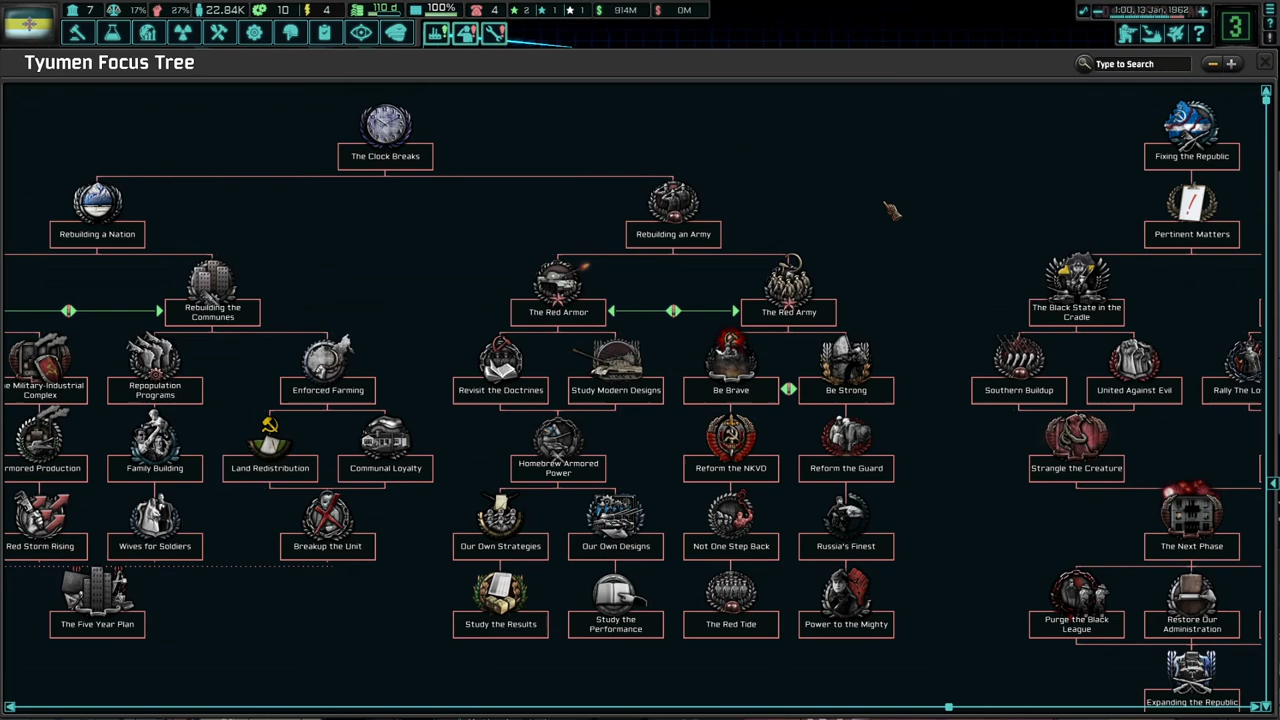 7 17% 27% 22.84K 10 4 110 d 100% 4 2 1 1 $ 914M $ 0M 1:00, 13 Jan, 1962
3
Tyumen Focus Tree
Type to Search
The Clock Breaks
Fixing the Republic
Rebuilding a Nation
Rebuilding an Army
Pertinent Matters
Rebuilding the
Communes
The Red Armor
The Red Army
The Black State in the
Cradle
he Military-Industrial
Complex
Repopulation
Programs
Enforced Farming
Revisit the Doctrines
Study Modern Designs
Be Brave
Be Strong
Southern Buildup
United Against Evil
Rally The Lo
rmored Production
Family Building
Land Redistribution
Communal Loyalty
Homebrew Armored
Power
Reform the NKVD
Reform the Guard
Strangle the Creature
Red Storm Rising
Wives for Soldiers
Breakup the Unit
Our Own Strategies
Our Own Designs
Not One Step Back
Russia's Finest
The Next Phase
The Five Year Plan
Study the Results
Study the
Performance
The Red Tide
Power to the Mighty
Purge the Black
League
Restore Our
Administration
Expanding the Republic